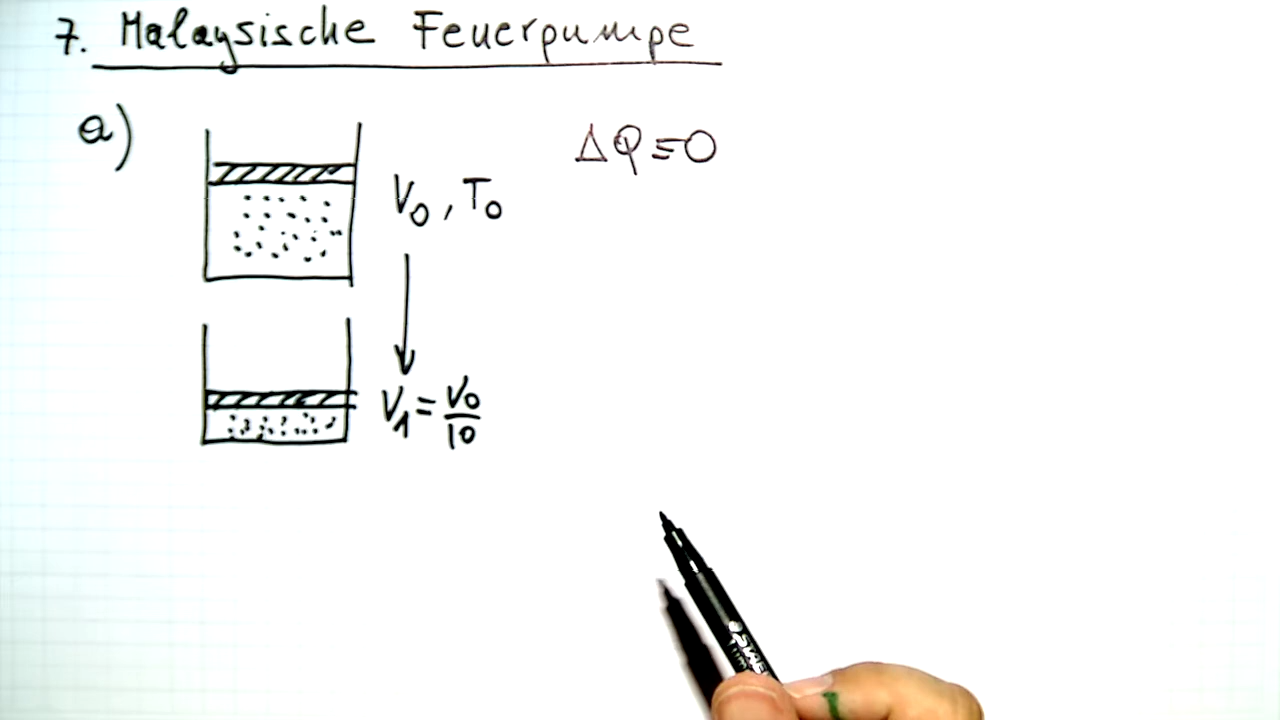 7. Malaysische Feuerpumpe
a)
ΔQ ≡ 0
V₀, T₀
V₁ = V₀/10